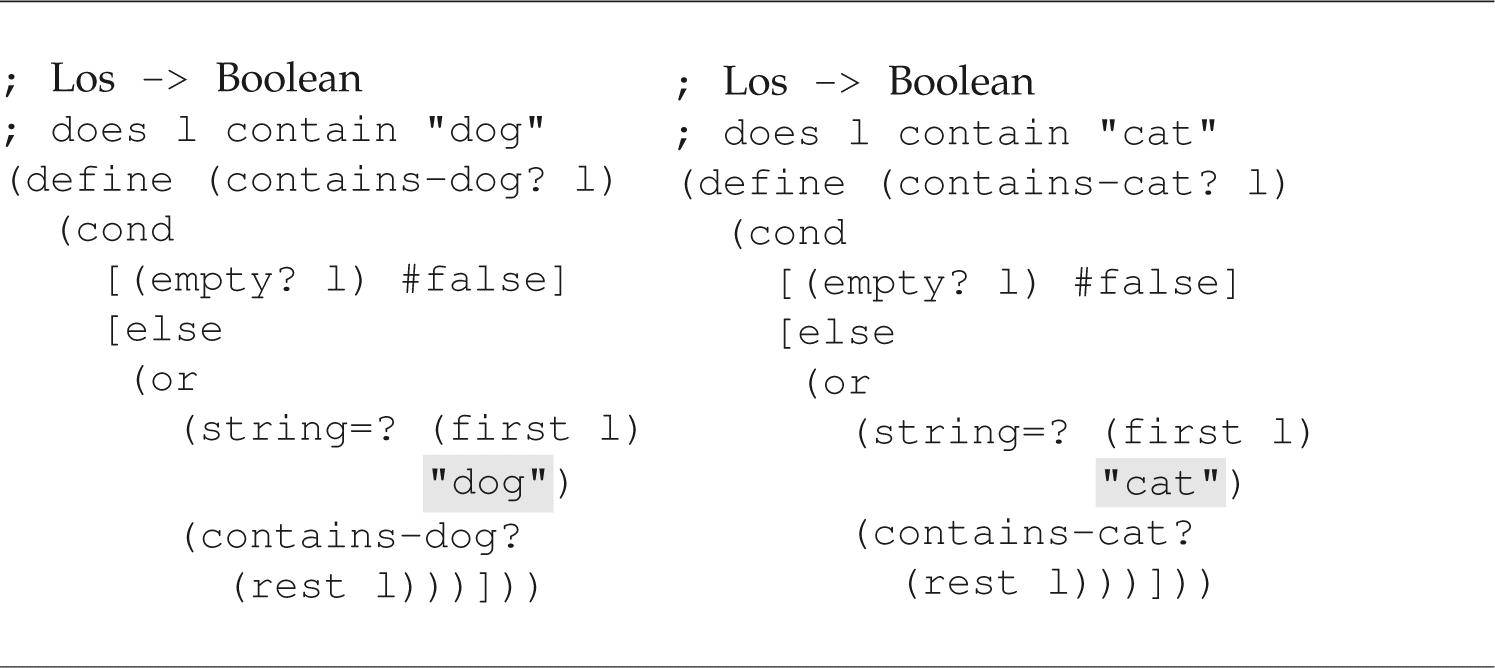 ; Los -> Boolean
; does l contain "dog"
(define (contains-dog? l)
  (cond
    [(empty? l) #false]
    [else
     (or
       (string=? (first l)
                 "dog")
       (contains-dog?
         (rest l)))]))
; Los -> Boolean
; does l contain "cat"
(define (contains-cat? l)
  (cond
    [(empty? l) #false]
    [else
     (or
       (string=? (first l)
                 "cat")
       (contains-cat?
         (rest l)))]))